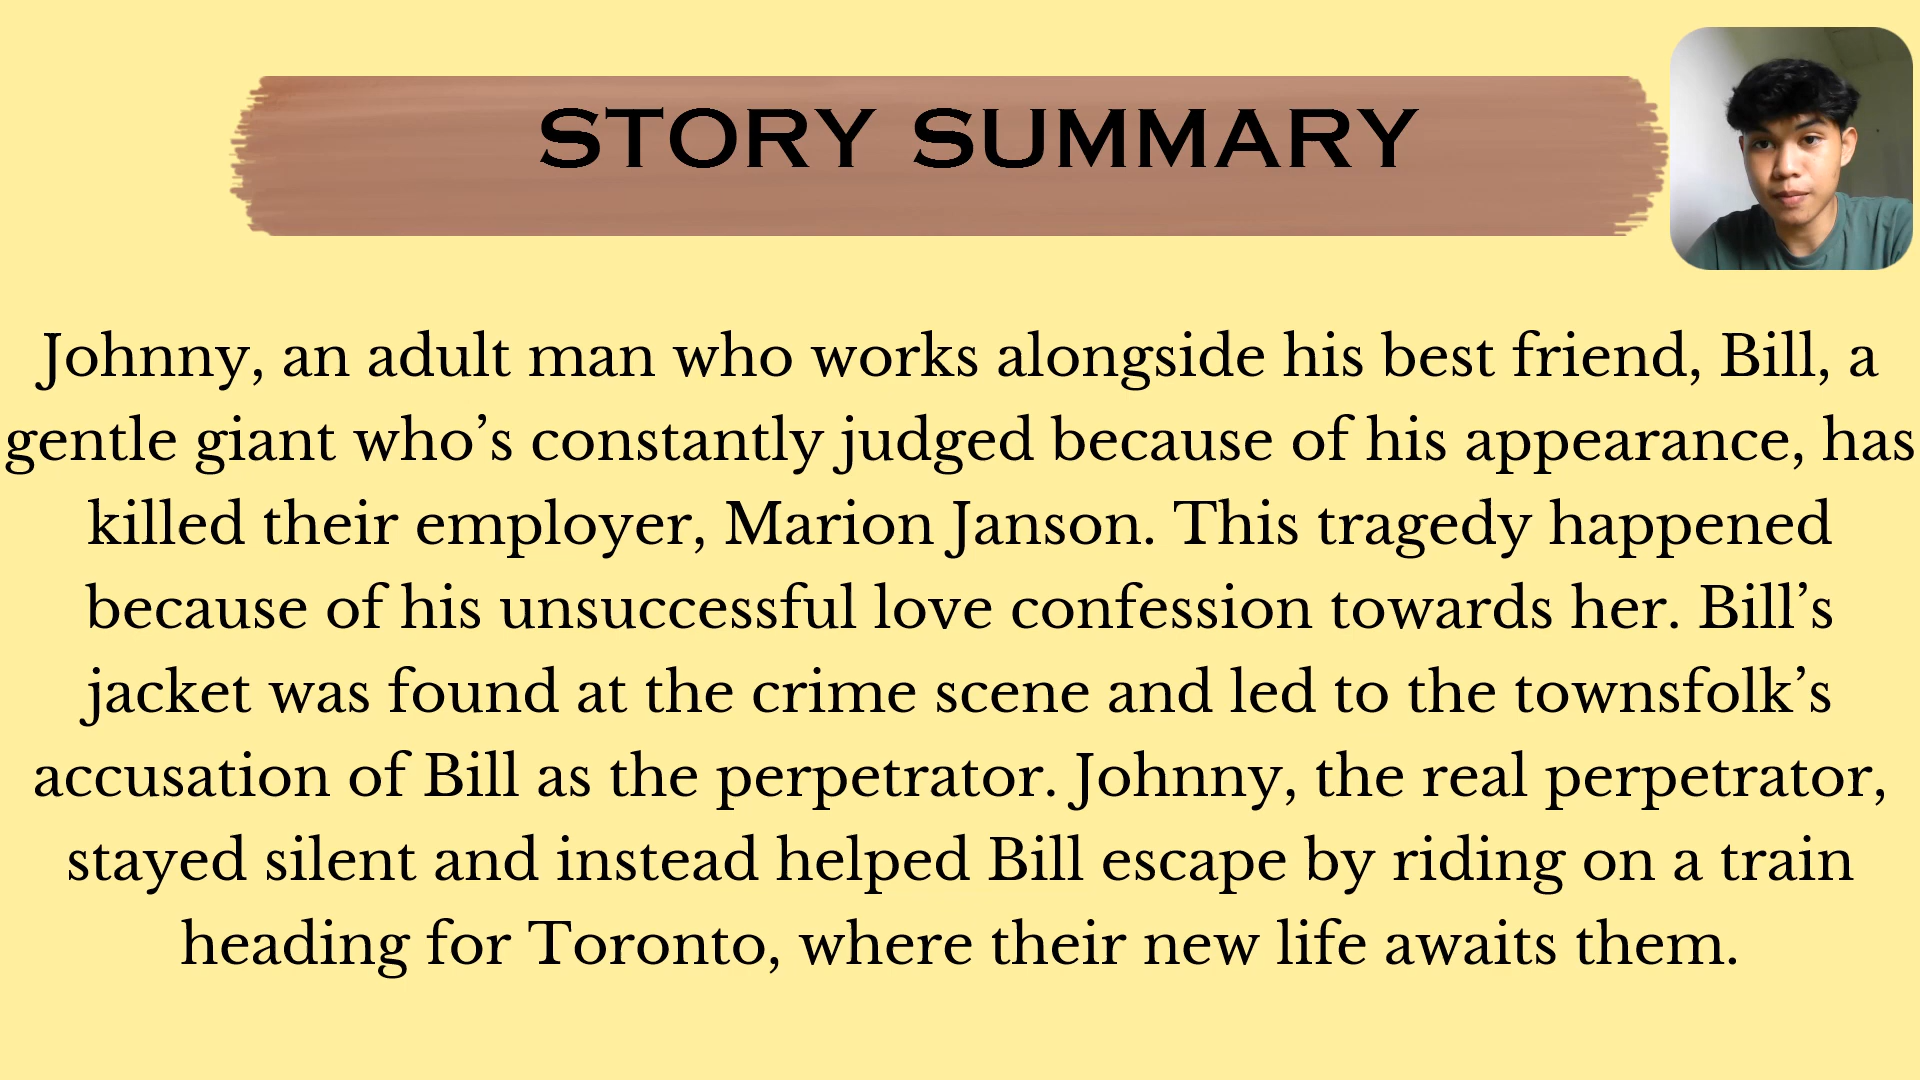 STORY SUMMARY
Johnny, an adult man who works alongside his best friend, Bill, a
gentle giant who’s constantly judged because of his appearance, has
killed their employer, Marion Janson. This tragedy happened
because of his unsuccessful love confession towards her. Bill’s
jacket was found at the crime scene and led to the townsfolk’s
accusation of Bill as the perpetrator. Johnny, the real perpetrator,
stayed silent and instead helped Bill escape by riding on a train
heading for Toronto, where their new life awaits them.